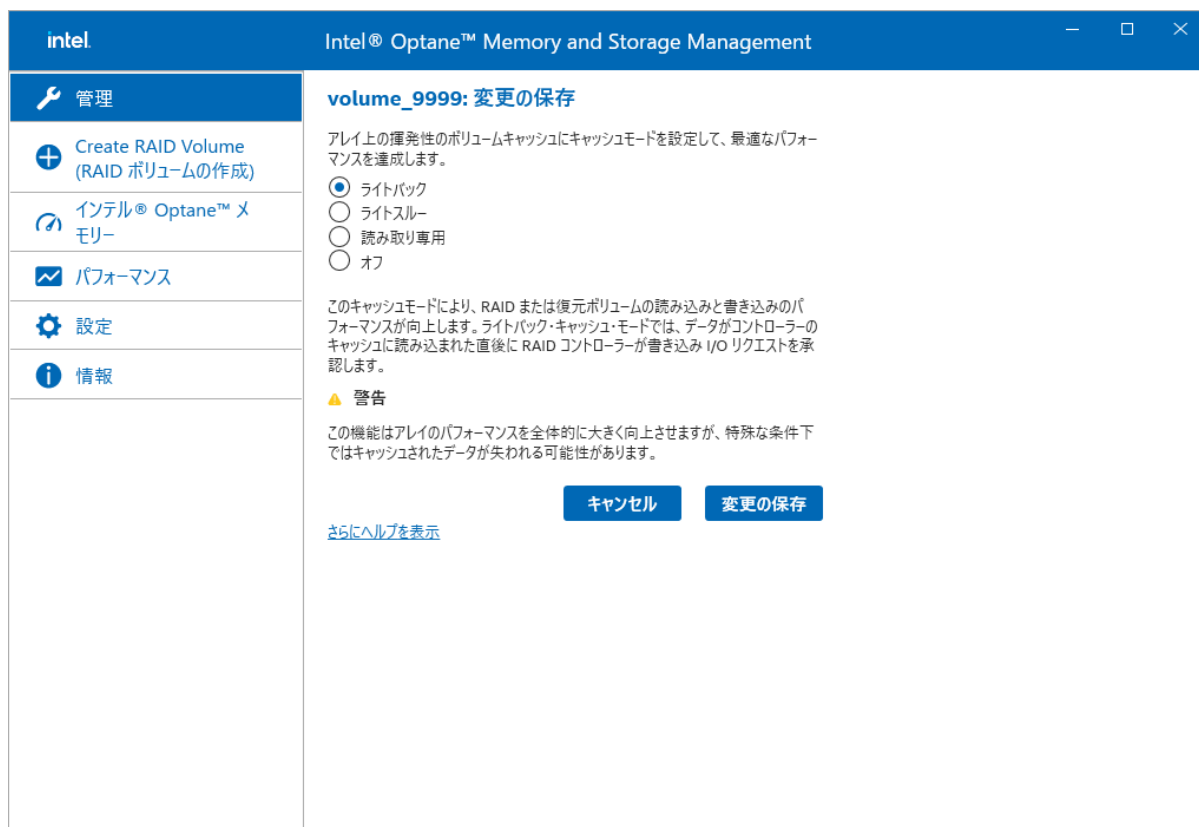 intel.
Intel® Optane™ Memory and Storage Management
管理
Create RAID Volume
(RAID ボリュームの作成)
インテル® Optane™ メ
モリー
パフォーマンス
設定
情報
volume_9999: 変更の保存
アレイ上の揮発性のボリュームキャッシュにキャッシュモードを設定して、最適なパフォー
マンスを達成します。
ライトバック
ライトスルー
読み取り専用
オフ
このキャッシュモードにより、RAID または復元ボリュームの読み込みと書き込みのパ
フォーマンスが向上します。ライトバック・キャッシュ・モードでは、データがコントローラーの
キャッシュに読み込まれた直後に RAID コントローラーが書き込み I/O リクエストを承
認します。
警告
この機能はアレイのパフォーマンスを全体的に大きく向上させますが、特殊な条件下
ではキャッシュされたデータが失われる可能性があります。
キャンセル
変更の保存
さらにヘルプを表示